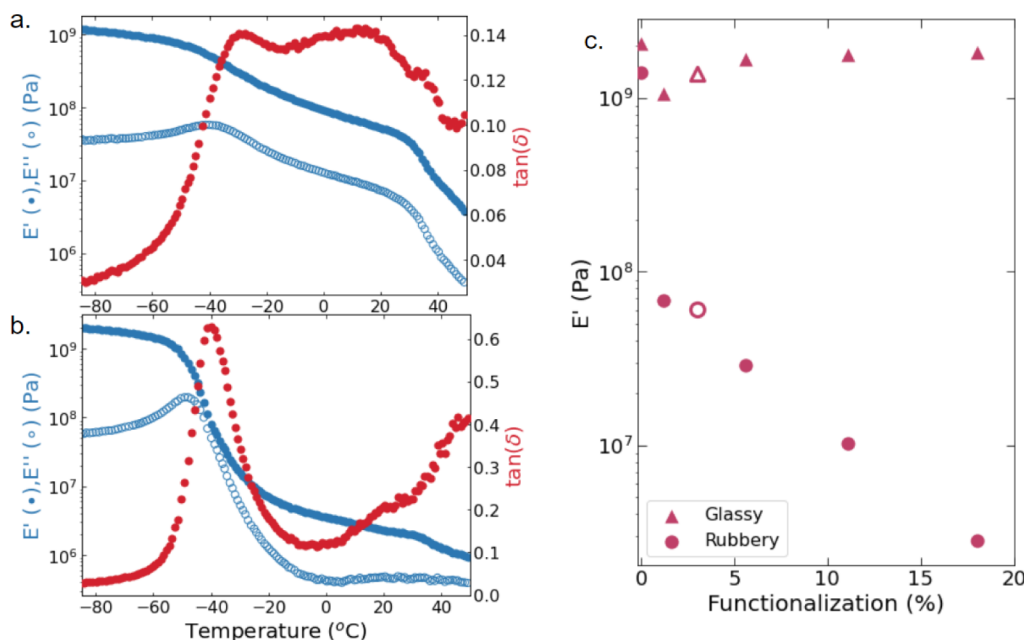 a.
10⁹
10⁸
10⁷
10⁶
E' (•),E'' (◦) (Pa)
0.14
0.12
0.10
0.08
0.06
0.04
tan(δ)
−80 −60 −40 −20 0 20 40
b.
10⁹
10⁸
10⁷
10⁶
E' (•),E'' (◦) (Pa)
0.6
0.5
0.4
0.3
0.2
0.1
0.0
tan(δ)
−80 −60 −40 −20 0 20 40
Temperature (°C)
c.
10⁹
10⁸
10⁷
E' (Pa)
Glassy
Rubbery
0 5 10 15 20
Functionalization (%)